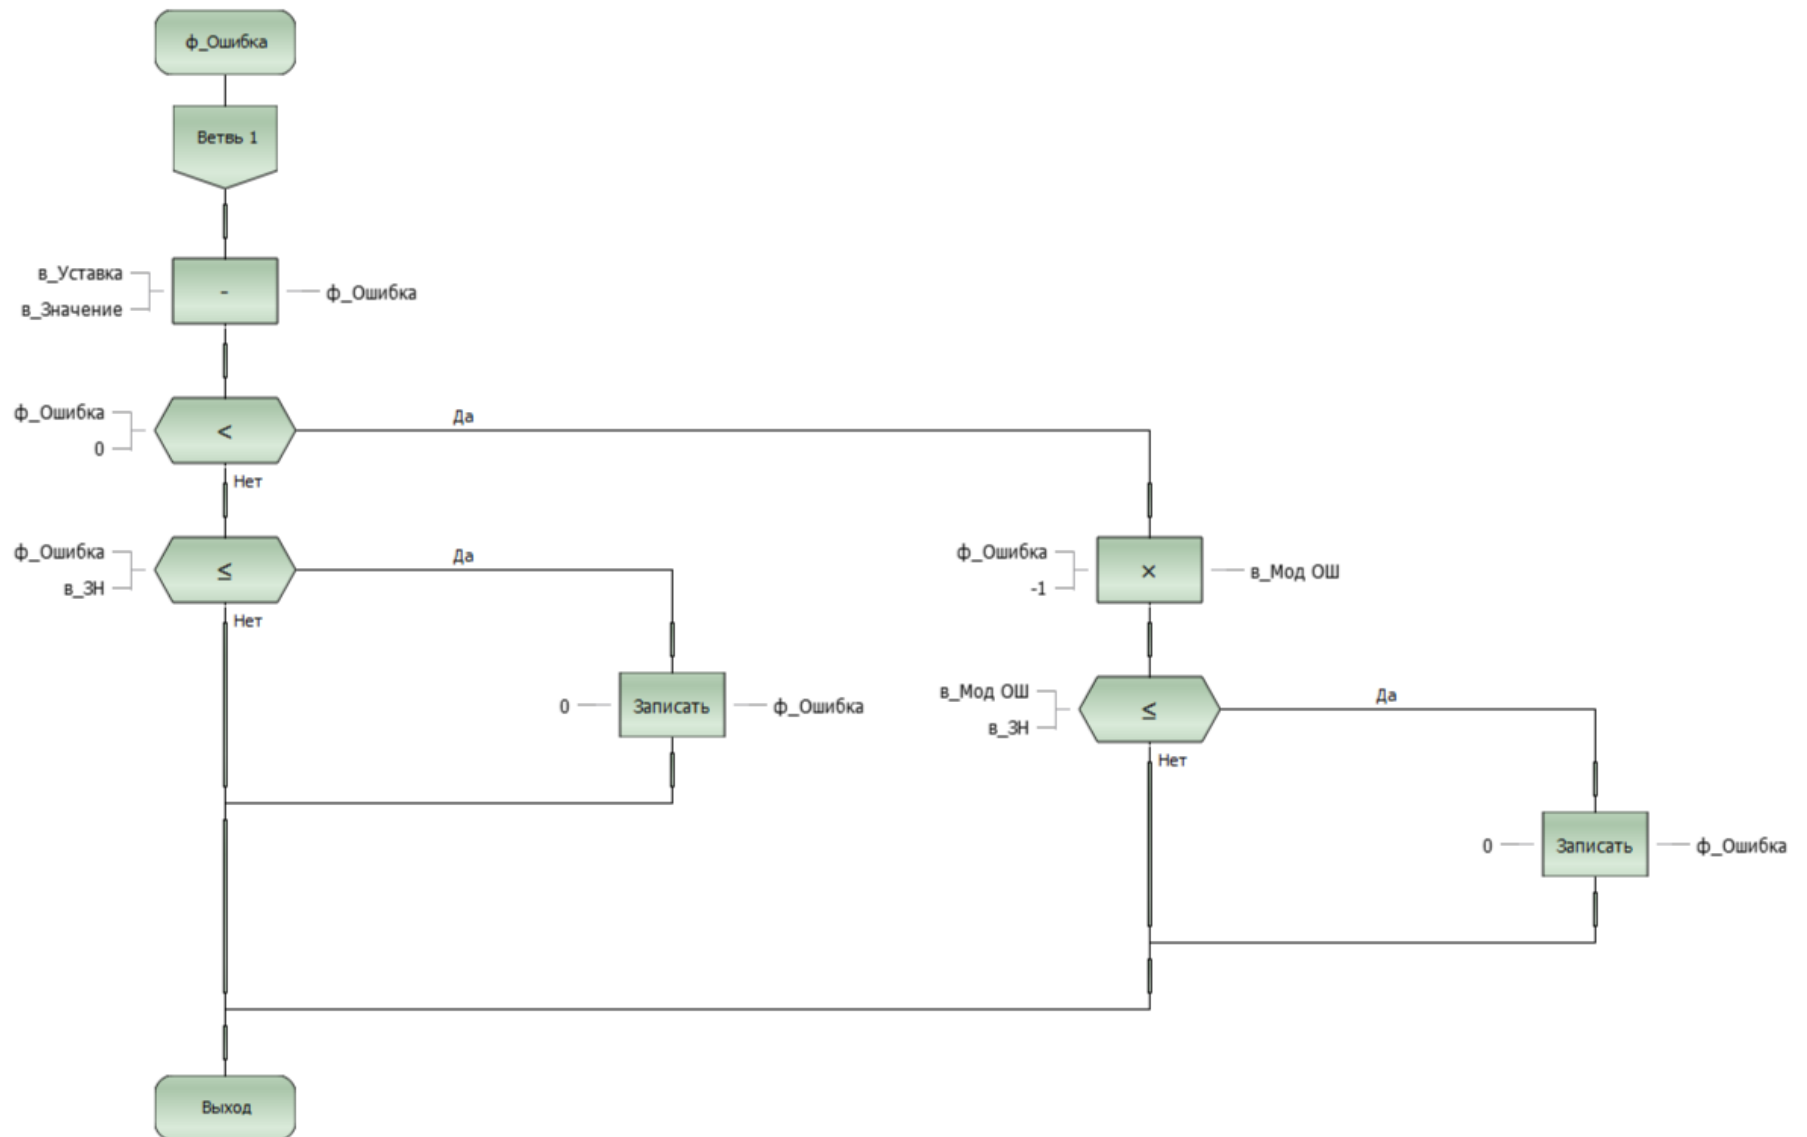 ф_Ошибка
Ветвь 1
в_Уставка
в_Значение
-
ф_Ошибка
ф_Ошибка
0
<
Да
Нет
ф_Ошибка
в_ЗН
≤
Да
Нет
ф_Ошибка
-1
×
в_Мод ОШ
0
Записать
ф_Ошибка
в_Мод ОШ
в_ЗН
≤
Да
Нет
0
Записать
ф_Ошибка
Выход